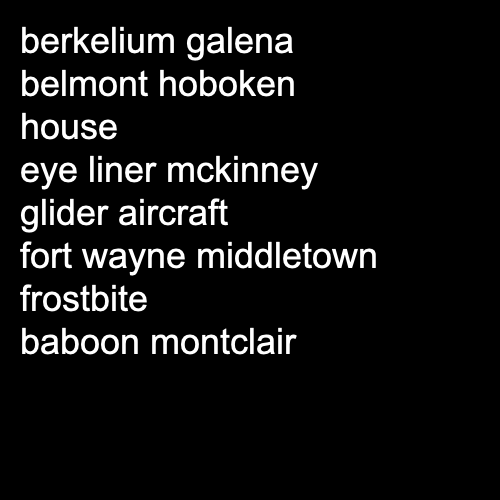 berkelium galena
belmont hoboken
house
eye liner mckinney
glider aircraft
fort wayne middletown
frostbite
baboon montclair